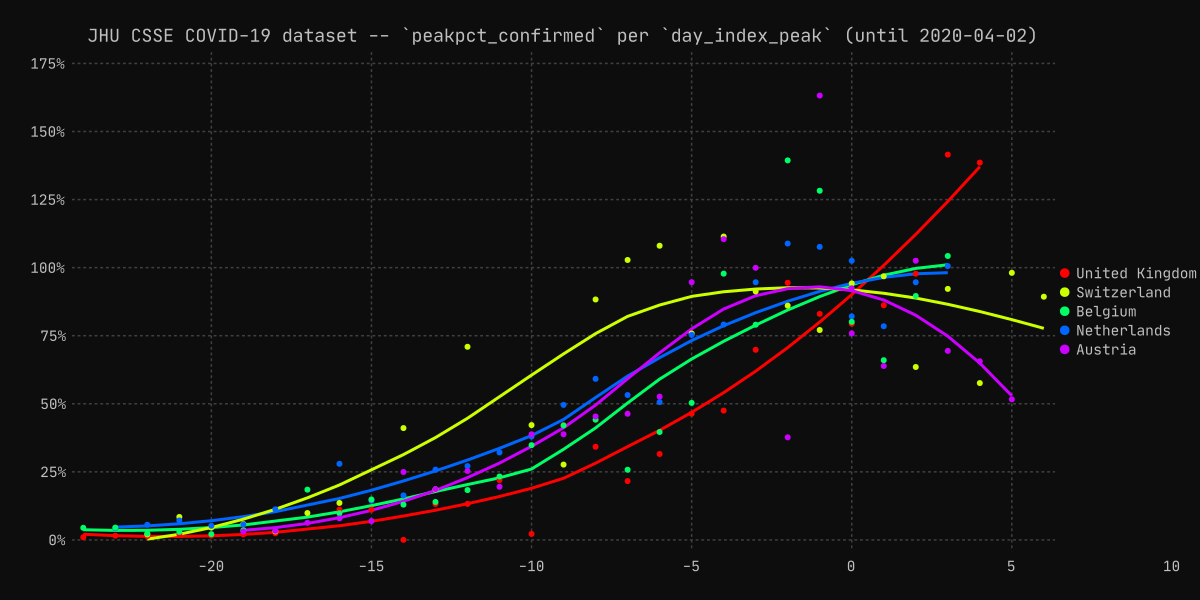 JHU CSSE COVID-19 dataset -- `peakpct_confirmed` per `day_index_peak` (until 2020-04-02)
175%
150%
125%
100%
75%
50%
25%
0%
United Kingdom
Switzerland
Belgium
Netherlands
Austria
-20 -15 -10 -5 0 5 10